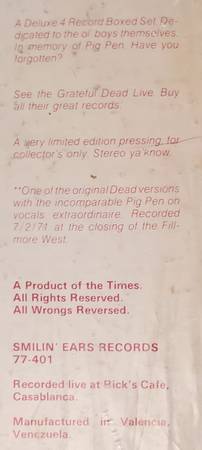 A Deluxe 4 Record Boxed Set. De-
dicated to the ol' boys themselves.
In memory of Pig Pen. Have you
forgotten?
See the Grateful Dead Live. Buy
all their great records.
A very limited edition pressing for
collector's only. Stereo ya know.
**One of the original Dead versions
with the incomparable Pig Pen on
vocals extraordinaire. Recorded
7/2/71 at the closing of the Fill-
more West.
A Product of the Times.
All Rights Reserved.
All Wrongs Reversed.
SMILIN' EARS RECORDS
77-401
Recorded live at Rick's Cafe,
Casablanca.
Manufactured in Valencia,
Venezuela.